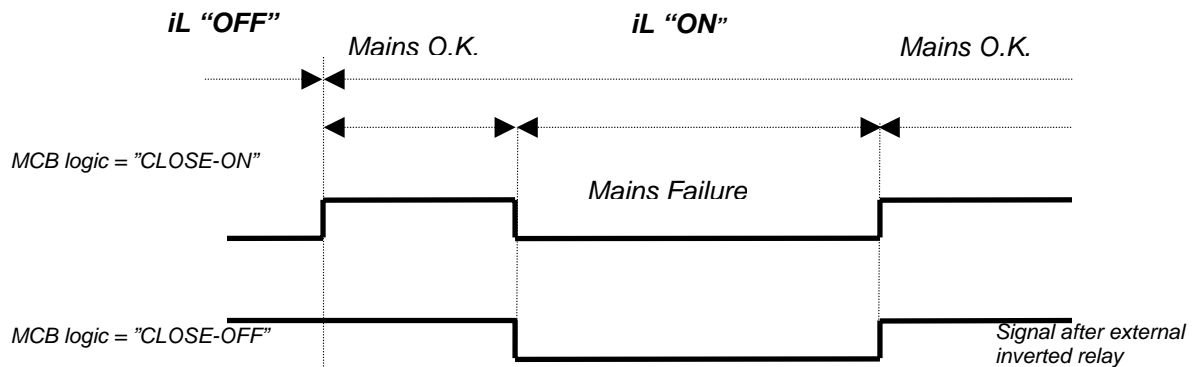 iL “OFF”
iL “ON”
Mains O.K.
Mains O.K.
MCB logic = ”CLOSE-ON”
Mains Failure
MCB logic = ”CLOSE-OFF”
Signal after external
inverted relay